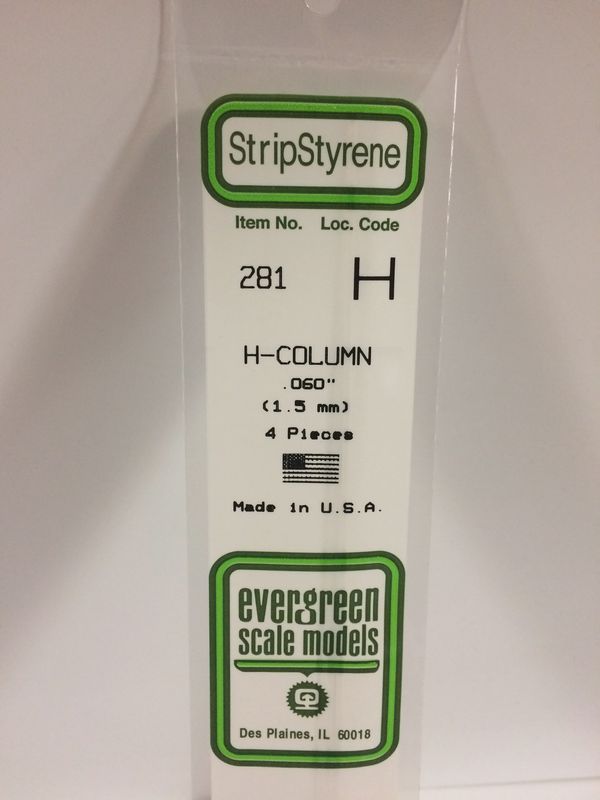 StripStyrene
Item No. Loc. Code
281 H
H-COLUMN
.060"
(1.5 mm)
4 Pieces
Made in U.S.A.
evergreen
scale models
Des Plaines, IL 60018